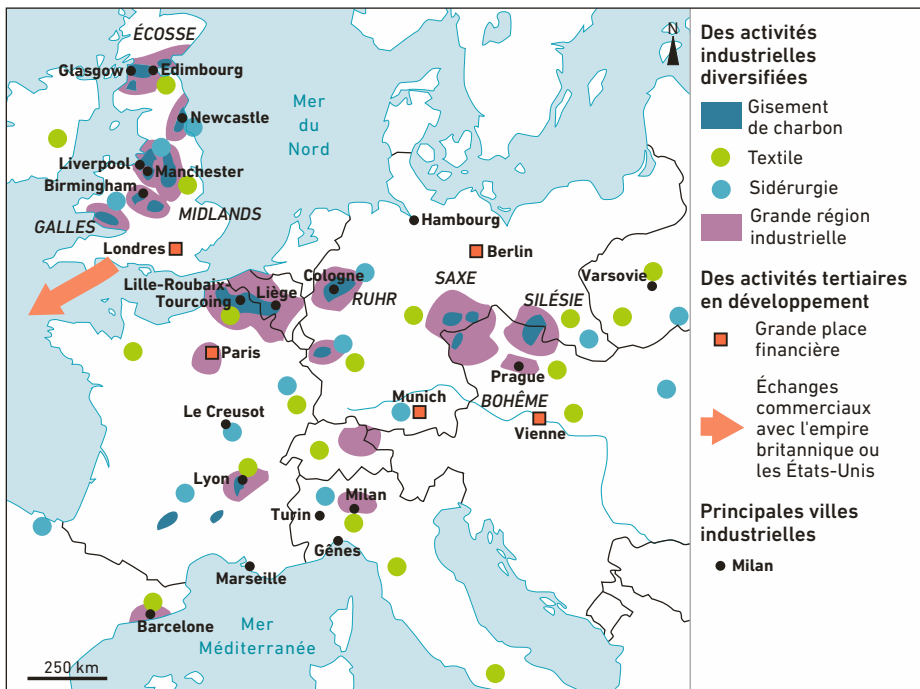 ÉCOSSE
Glasgow
Edimbourg
Newcastle
Mer
du
Nord
Liverpool
Manchester
Birmingham
MIDLANDS
GALLES
Londres
Hambourg
Berlin
Varsovie
Lille-Roubaix-
Tourcoing
Liège
Cologne
RUHR
SAXE
SILÉSIE
Paris
Prague
BOHÊME
Munich
Vienne
Le Creusot
Lyon
Turin
Milan
Gênes
Marseille
Barcelone
Mer
Méditerranée
250 km
N
Des activités
industrielles
diversifiées
Gisement
de charbon
Textile
Sidérurgie
Grande région
industrielle
Des activités tertiaires
en développement
Grande place
financière
Échanges
commerciaux
avec l'empire
britannique ou
les États-Unis
Principales villes
industrielles
Milan